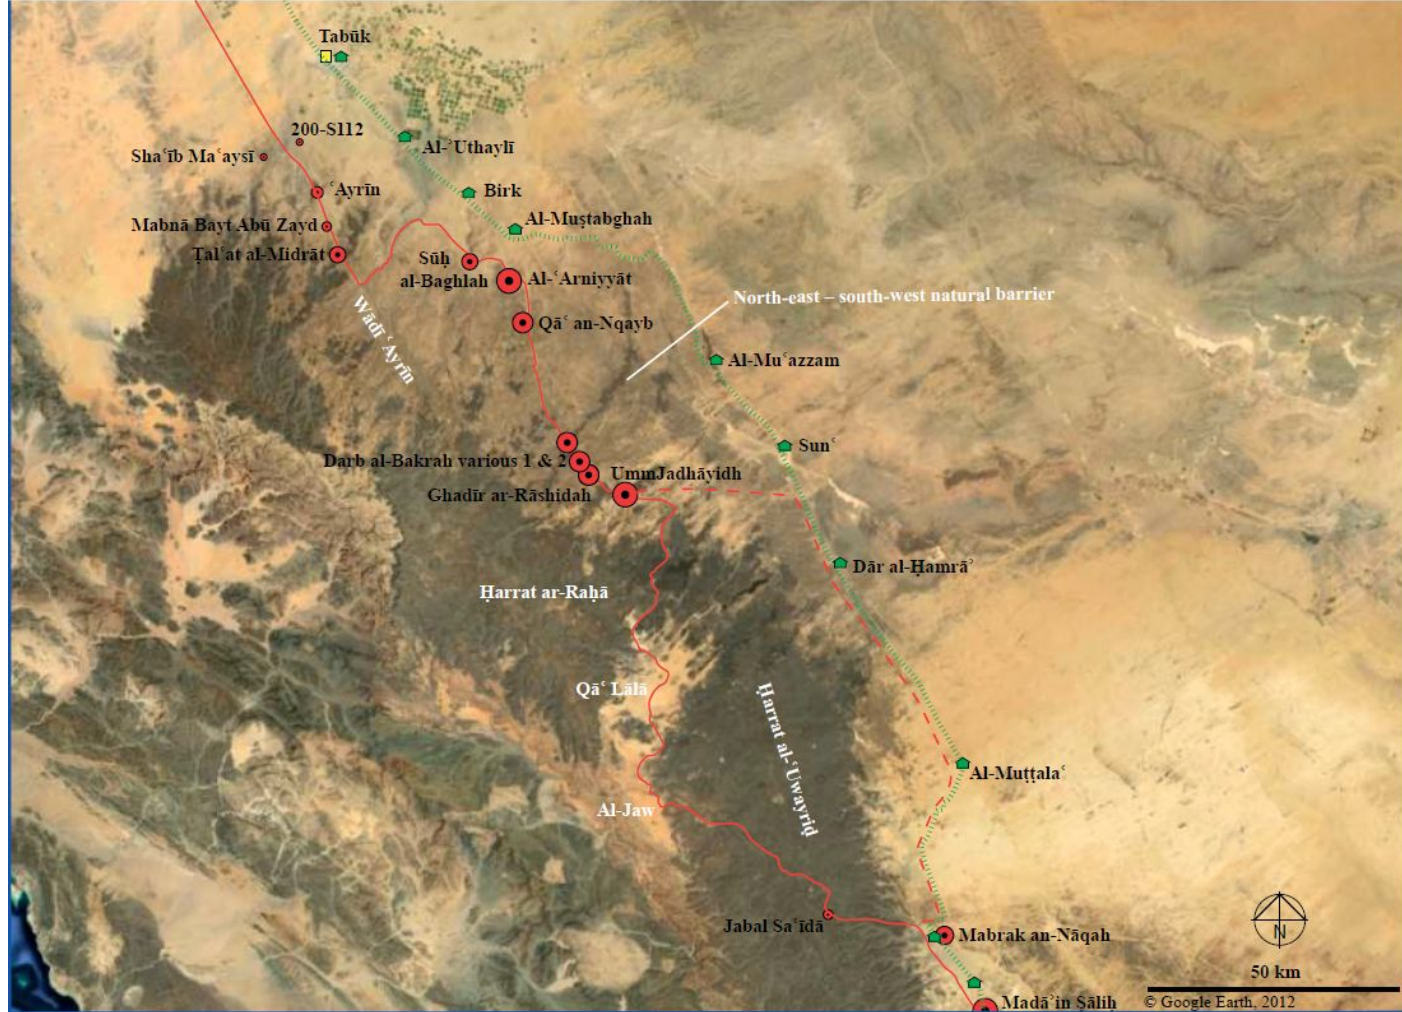 Tabūk
200-S112
Al-ʾUthaylī
Shaʿīb Maʿaysī
ʿAyrīn
Birk
Mabnā Bayt Abū Zayd
Al-Muṣtabghah
Ṭalʿat al-Midrāt
Sūḥ
al-Baghlah
Al-ʿArniyyāt
North-east – south-west natural barrier
Wādī ʿAyrīn
Qāʿ an-Nqayb
Al-Muʿazzam
Sunʿ
Darb al-Bakrah various 1 & 2
UmmJadhāyidh
Ghadīr ar-Rāshidah
Dār al-Ḥamrāʾ
Ḥarrat ar-Raḥā
Qāʿ Lālā
Ḥarrat al-ʿUwayriḍ
Al-Muṭṭalaʿ
Al-Jaw
Jabal Saʿīdā
Mabrak an-Nāqah
N
50 km
Madāʾin Ṣāliḥ
© Google Earth, 2012